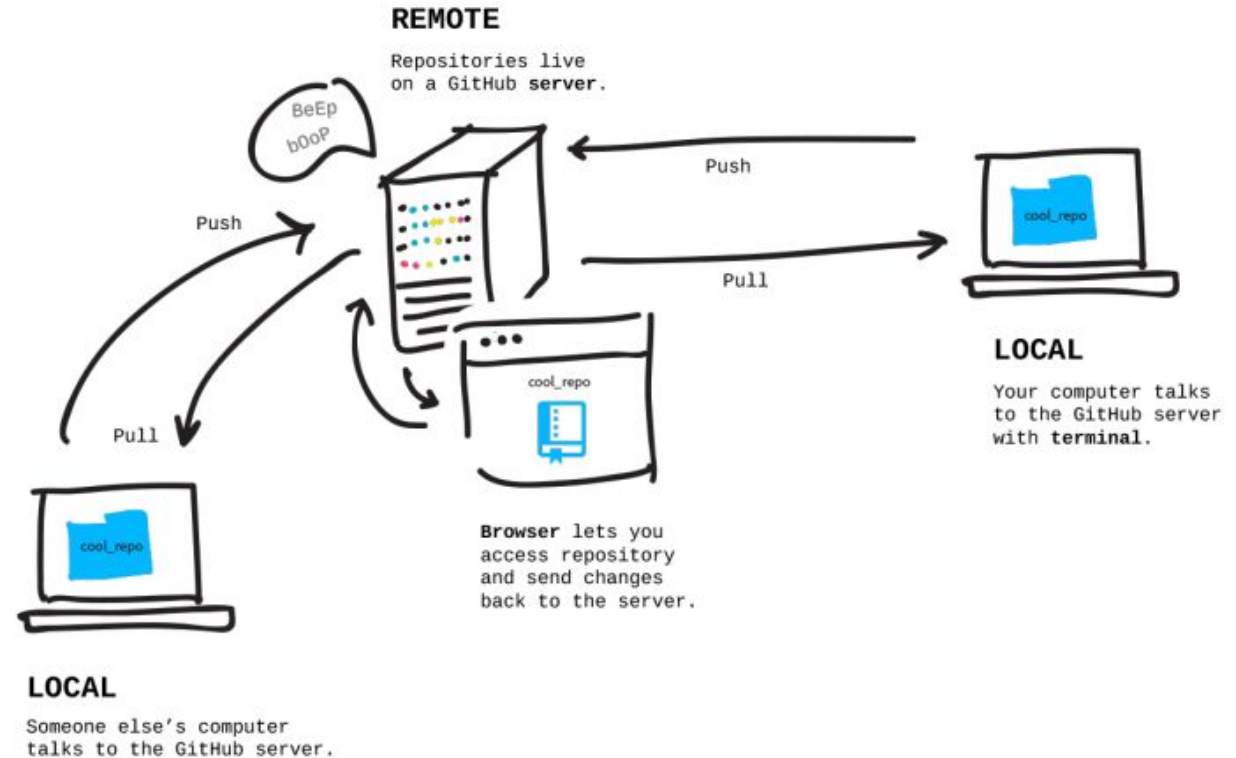 REMOTE
Repositories live
on a GitHub server.
BeEp
bOoP
Push
Push
cool_repo
Pull
LOCAL
Your computer talks
to the GitHub server
with terminal.
cool_repo
Pull
cool_repo
Browser lets you
access repository
and send changes
back to the server.
LOCAL
Someone else’s computer
talks to the GitHub server.